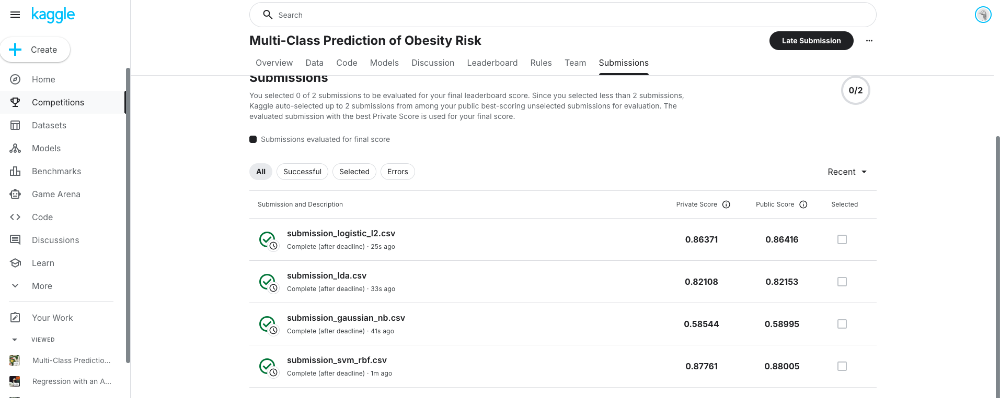 kaggle
Search
Create
Home
Competitions
Datasets
Models
Benchmarks
Game Arena
Code
Discussions
Learn
More
Your Work
VIEWED
Multi-Class Predictio...
Regression with an A...
Multi-Class Prediction of Obesity Risk
Late Submission
Overview Data Code Models Discussion Leaderboard Rules Team Submissions
Submissions
You selected 0 of 2 submissions to be evaluated for your final leaderboard score. Since you selected less than 2 submissions,
Kaggle auto-selected up to 2 submissions from among your public best-scoring unselected submissions for evaluation. The
evaluated submission with the best Private Score is used for your final score.
0/2
Submissions evaluated for final score
All Successful Selected Errors
Recent
Submission and Description Private Score Public Score Selected
submission_logistic_l2.csv
Complete (after deadline) · 25s ago
0.86371 0.86416
submission_lda.csv
Complete (after deadline) · 33s ago
0.82108 0.82153
submission_gaussian_nb.csv
Complete (after deadline) · 41s ago
0.58544 0.58995
submission_svm_rbf.csv
Complete (after deadline) · 1m ago
0.87761 0.88005